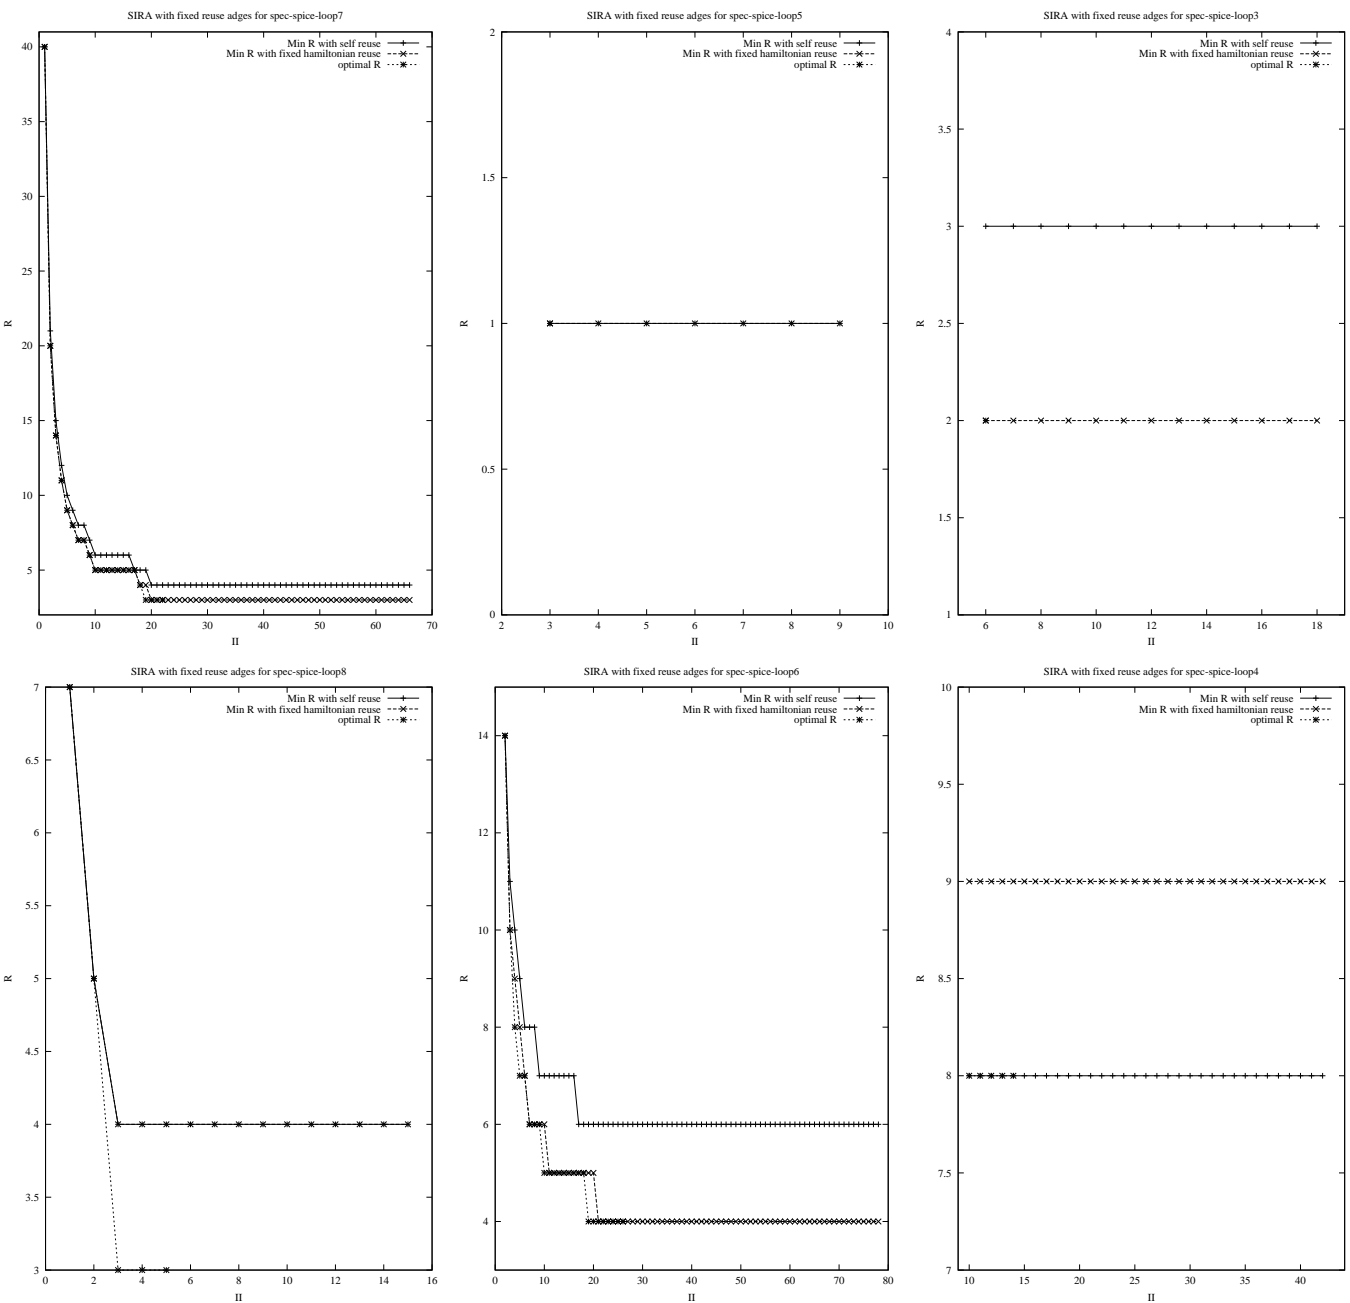 SIRA with fixed reuse adges for spec-spice-loop7
Min R with self reuse
Min R with fixed hamiltonian reuse
optimal R
40
35
30
25
20
15
10
5
R
0 10 20 30 40 50 60 70
II
SIRA with fixed reuse adges for spec-spice-loop5
Min R with self reuse
Min R with fixed hamiltonian reuse
optimal R
2
1.5
1
0.5
0
R
2 3 4 5 6 7 8 9 10
II
SIRA with fixed reuse adges for spec-spice-loop3
Min R with self reuse
Min R with fixed hamiltonian reuse
optimal R
4
3.5
3
2.5
2
1.5
1
R
6 8 10 12 14 16 18
II
SIRA with fixed reuse adges for spec-spice-loop8
Min R with self reuse
Min R with fixed hamiltonian reuse
optimal R
7
6.5
6
5.5
5
4.5
4
3.5
3
R
0 2 4 6 8 10 12 14 16
II
SIRA with fixed reuse adges for spec-spice-loop6
Min R with self reuse
Min R with fixed hamiltonian reuse
optimal R
14
12
10
8
6
4
R
0 10 20 30 40 50 60 70 80
II
SIRA with fixed reuse adges for spec-spice-loop4
Min R with self reuse
Min R with fixed hamiltonian reuse
optimal R
10
9.5
9
8.5
8
7.5
7
R
10 15 20 25 30 35 40
II